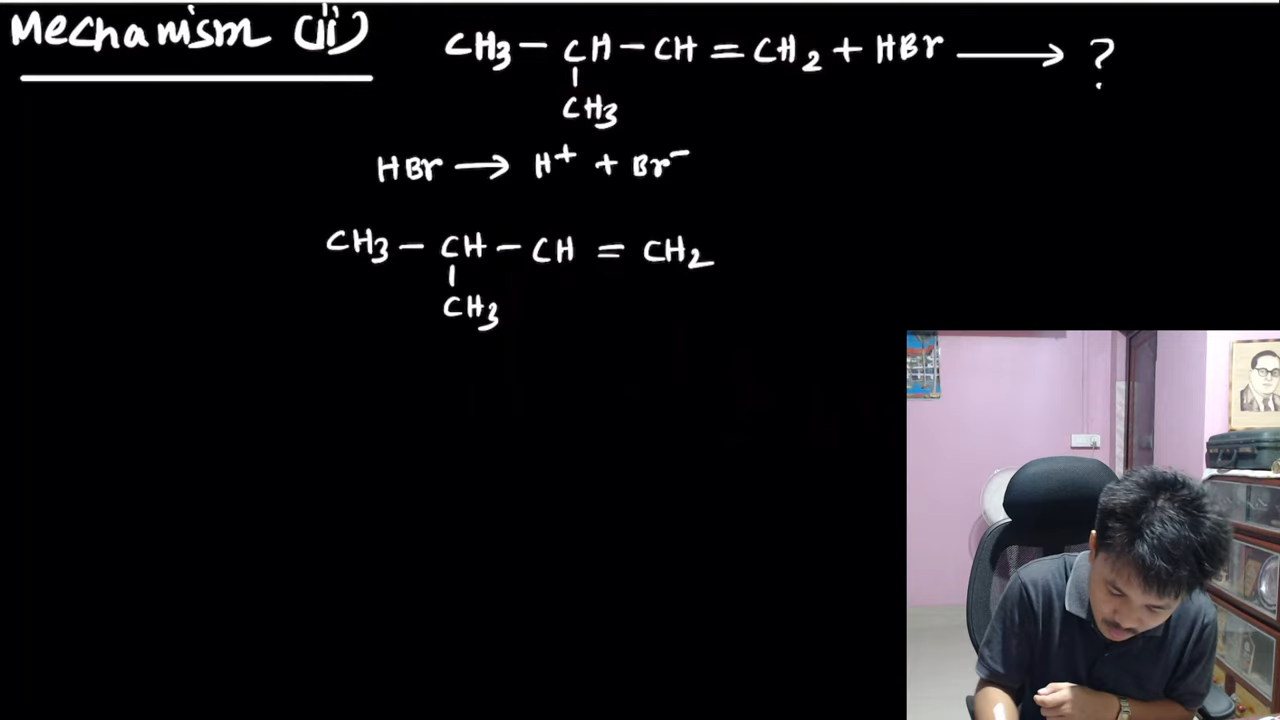 Mechanism (ii)
CH3 – CH – CH = CH2 + HBr ⟶ ?
|
CH3
HBr ⟶ H+ + Br−
CH3 – CH – CH = CH2
|
CH3